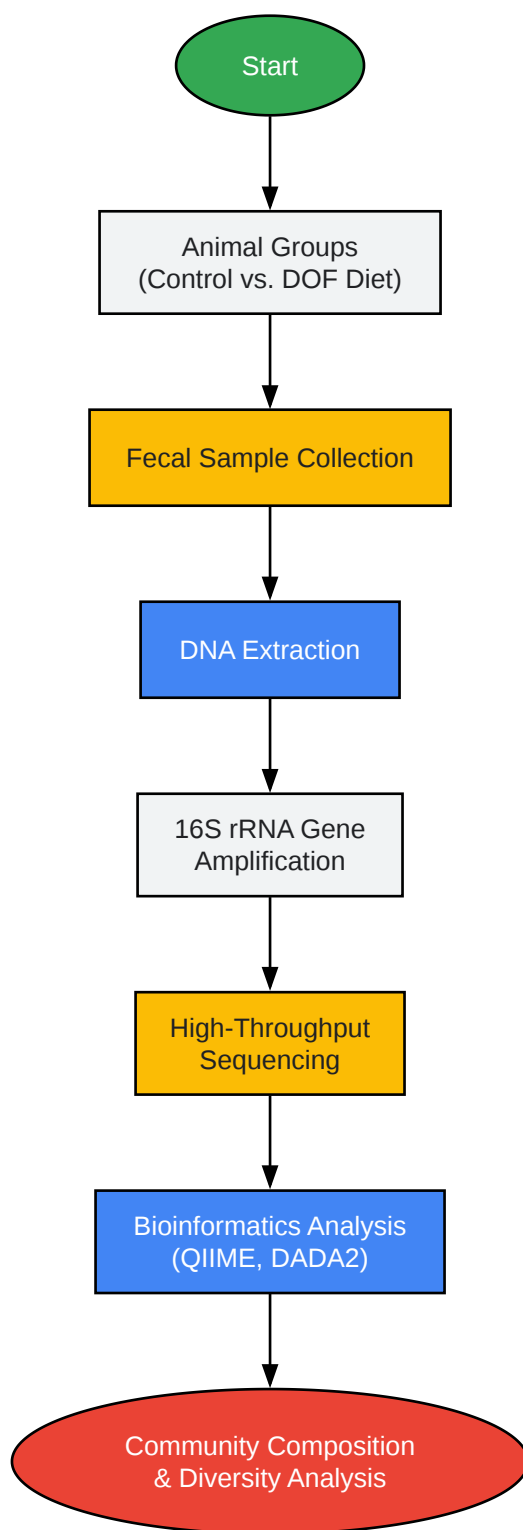 Start
Animal Groups
(Control vs. DOF Diet)
Fecal Sample Collection
DNA Extraction
16S rRNA Gene
Amplification
High-Throughput
Sequencing
Bioinformatics Analysis
(QIIME, DADA2)
Community Composition
& Diversity Analysis